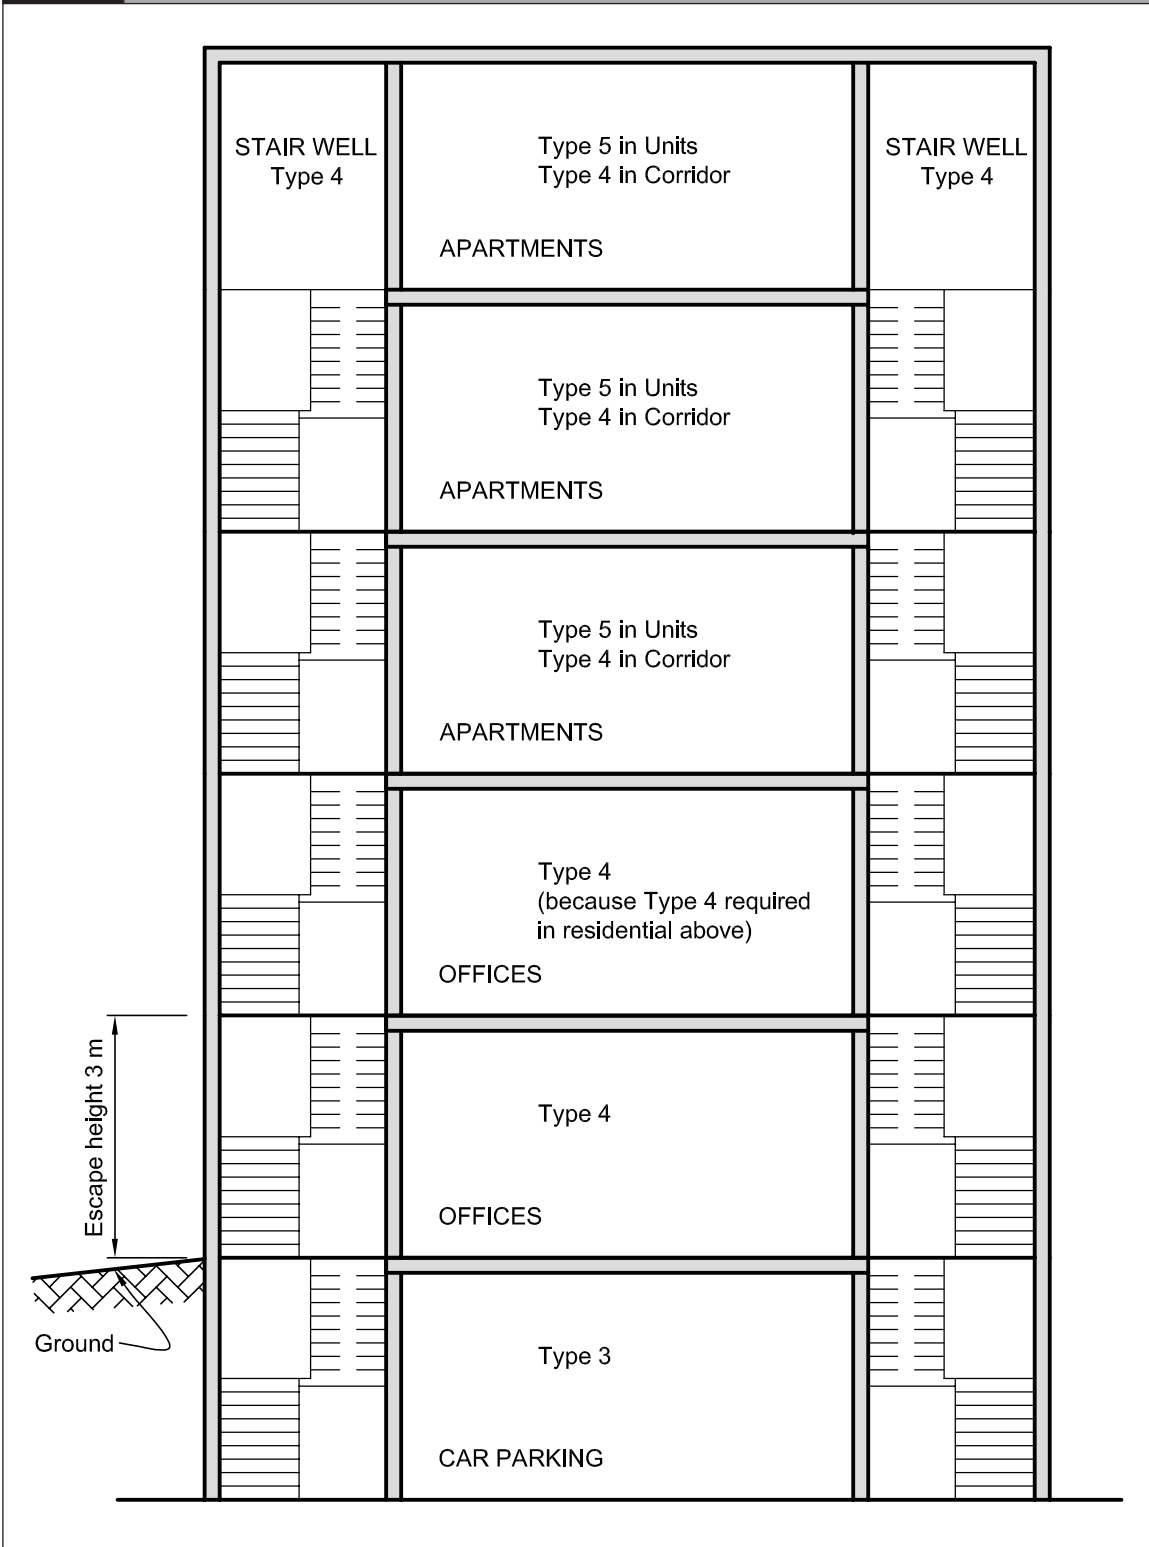 STAIR WELL
Type 4
Type 5 in Units
Type 4 in Corridor
APARTMENTS
STAIR WELL
Type 4
Type 5 in Units
Type 4 in Corridor
APARTMENTS
Type 5 in Units
Type 4 in Corridor
APARTMENTS
Type 4
(because Type 4 required
in residential above)
OFFICES
Escape height 3 m
Type 4
OFFICES
Ground
Type 3
CAR PARKING